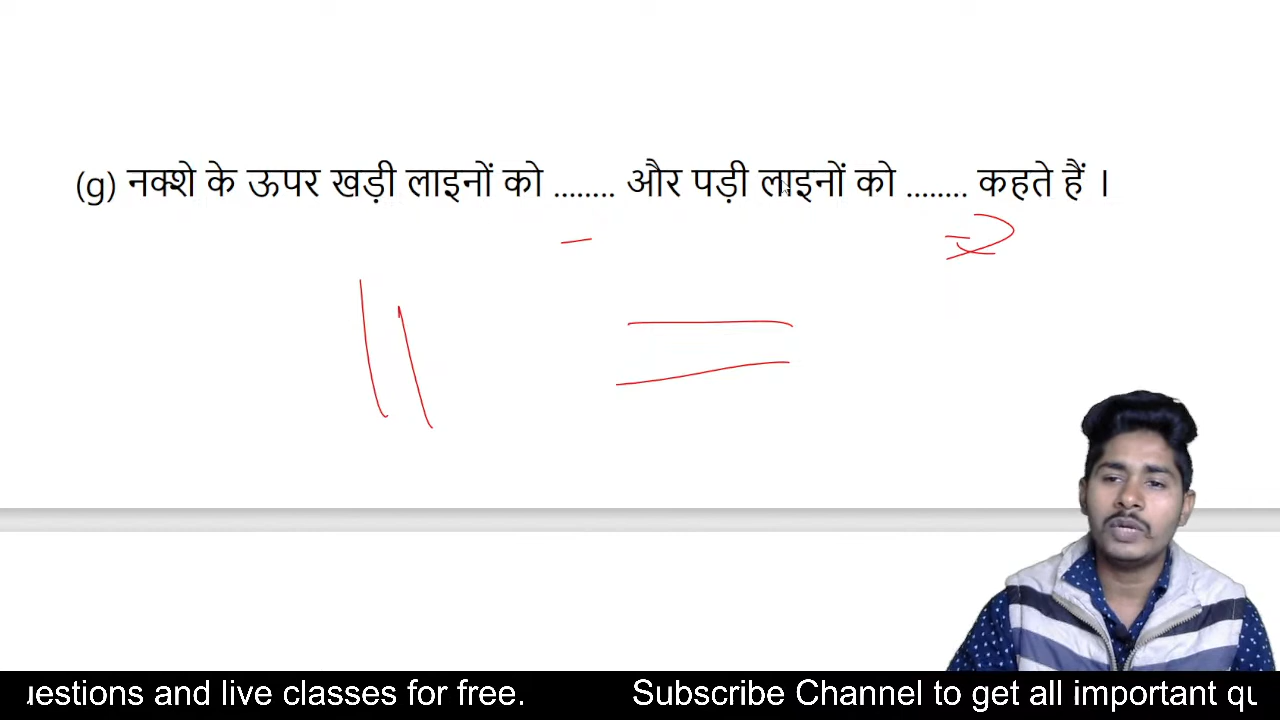 (g) नक्शे के ऊपर खड़ी लाइनों को ........ और पड़ी लाइनों को ........ कहते हैं ।
uestions and live classes for free. Subscribe Channel to get all important qu